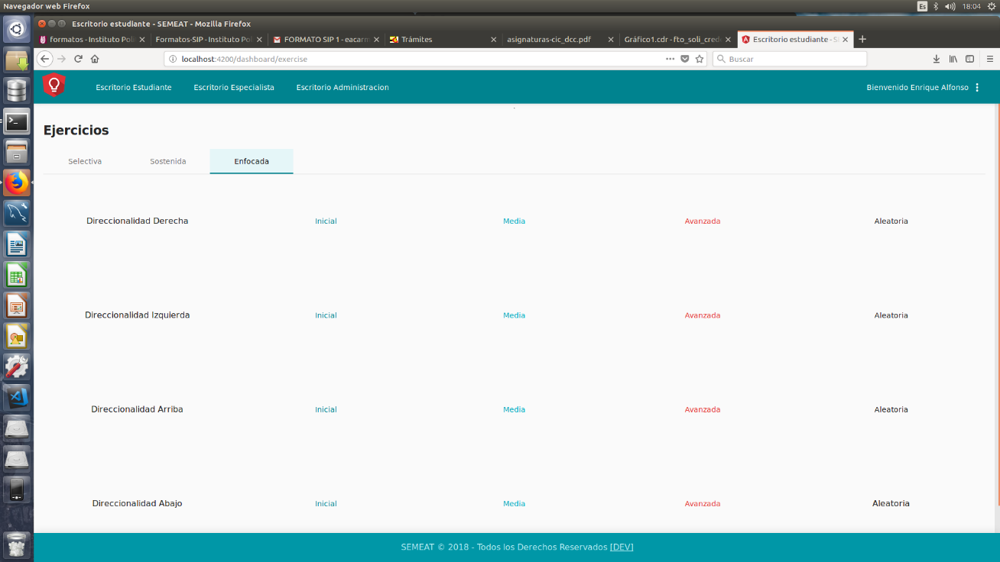 Navegador web Firefox
Es
18:04
Escritorio estudiante - SEMEAT - Mozilla Firefox
formatos - Instituto Poli
Formatos-SIP - Instituto Po
FORMATO SIP 1 - eacarm
Trámites
asignaturas-cic_dcc.pdf
Gráfico1.cdr - fto_soli_cred
Escritorio estudiante - S
localhost:4200/dashboard/exercise
Buscar
Escritorio Estudiante
Escritorio Especialista
Escritorio Administracion
Bienvenido Enrique Alfonso
Ejercicios
Selectiva
Sostenida
Enfocada
Direccionalidad Derecha Inicial Media Avanzada Aleatoria
Direccionalidad Izquierda Inicial Media Avanzada Aleatoria
Direccionalidad Arriba Inicial Media Avanzada Aleatoria
Direccionalidad Abajo Inicial Media Avanzada Aleatoria
SEMEAT © 2018 - Todos los Derechos Reservados [DEV]